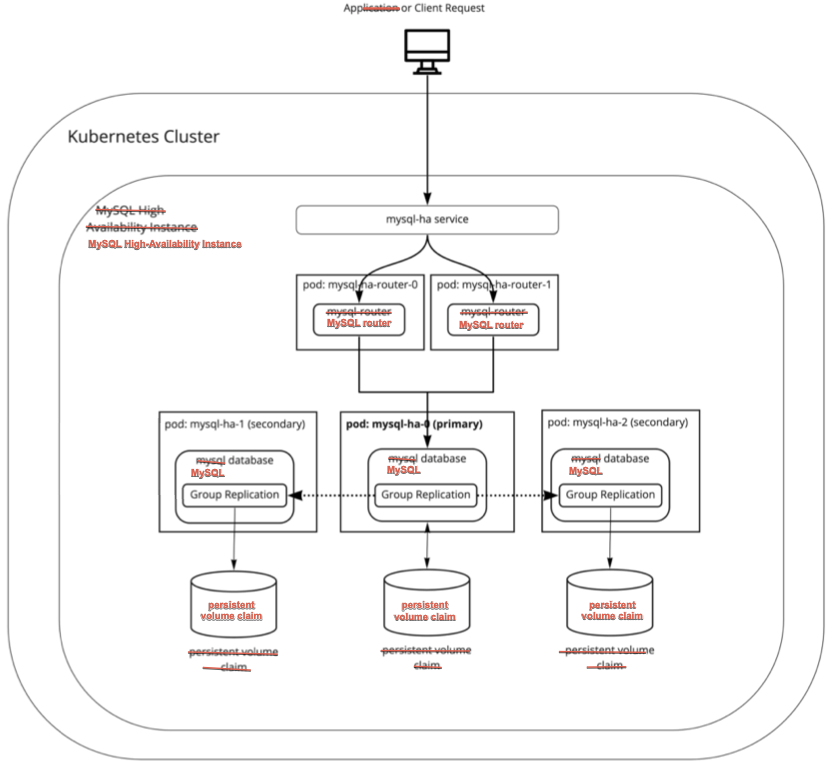 Application or Client Request
Kubernetes Cluster
MySQL High
Availability Instance
MySQL High-Availability Instance
mysql-ha service
pod: mysql-ha-router-0
pod: mysql-ha-router-1
mysql-router
MySQL router
mysql-router
MySQL router
pod: mysql-ha-1 (secondary)
pod: mysql-ha-0 (primary)
pod: mysql-ha-2 (secondary)
mysql database
MySQL
Group Replication
mysql database
MySQL
Group Replication
mysql database
MySQL
Group Replication
persistent
volume claim
persistent
volume claim
persistent
volume claim
persistent volume
claim
persistent volume
claim
persistent volume
claim